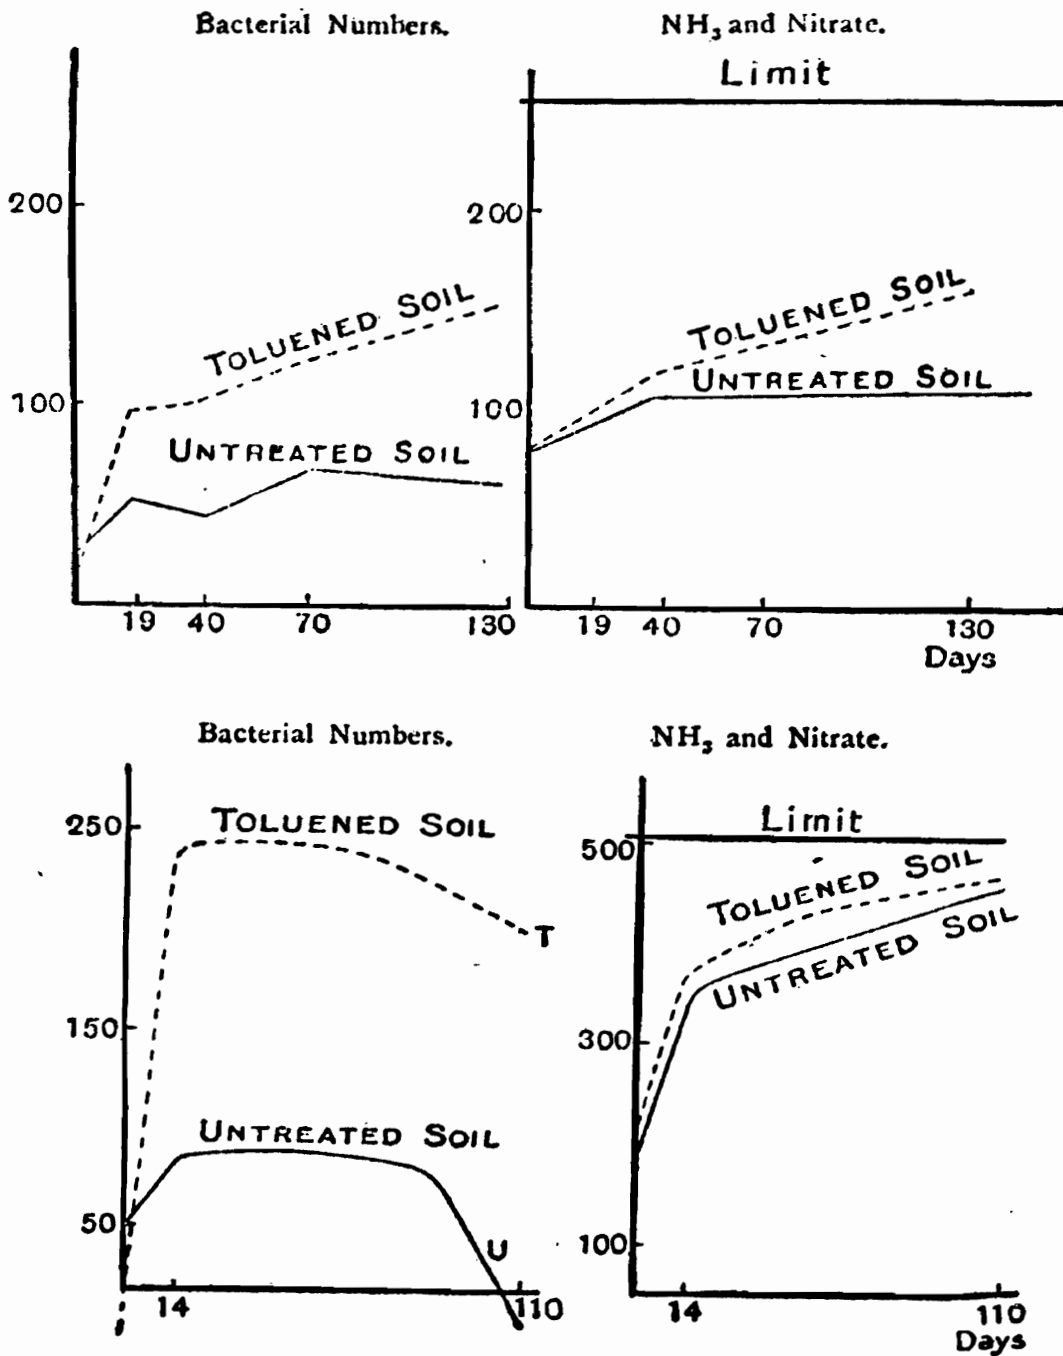 Bacterial Numbers.
NH₃ and Nitrate.
Limit
200
100
TOLUENED SOIL
UNTREATED SOIL
19 40 70 130
200
100
TOLUENED SOIL
UNTREATED SOIL
19 40 70 130
Days
Bacterial Numbers.
NH₃ and Nitrate.
250
150
50
TOLUENED SOIL
T
UNTREATED SOIL
U
14 110
Limit
500
300
100
TOLUENED SOIL
UNTREATED SOIL
14 110
Days